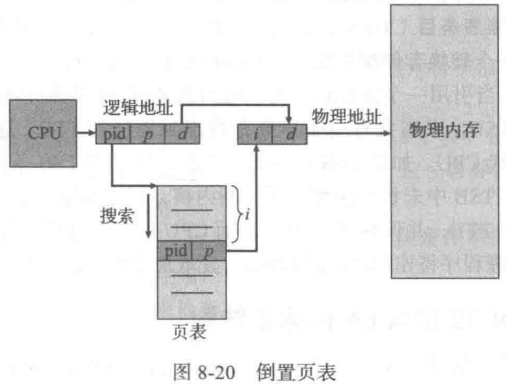 逻辑地址
物理地址
CPU
pid p d
i d
物理内存
搜索
i
pid p
页表
图 8-20 倒置页表